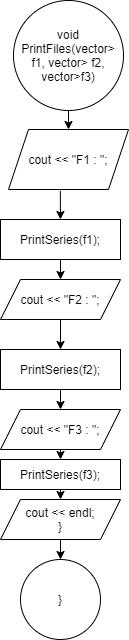 void
PrintFiles(vector>
f1, vector> f2,
vector>f3)
cout << "F1 : ";
PrintSeries(f1);
cout << "F2 : ";
PrintSeries(f2);
cout << "F3 : ";
PrintSeries(f3);
cout << endl;
}
}